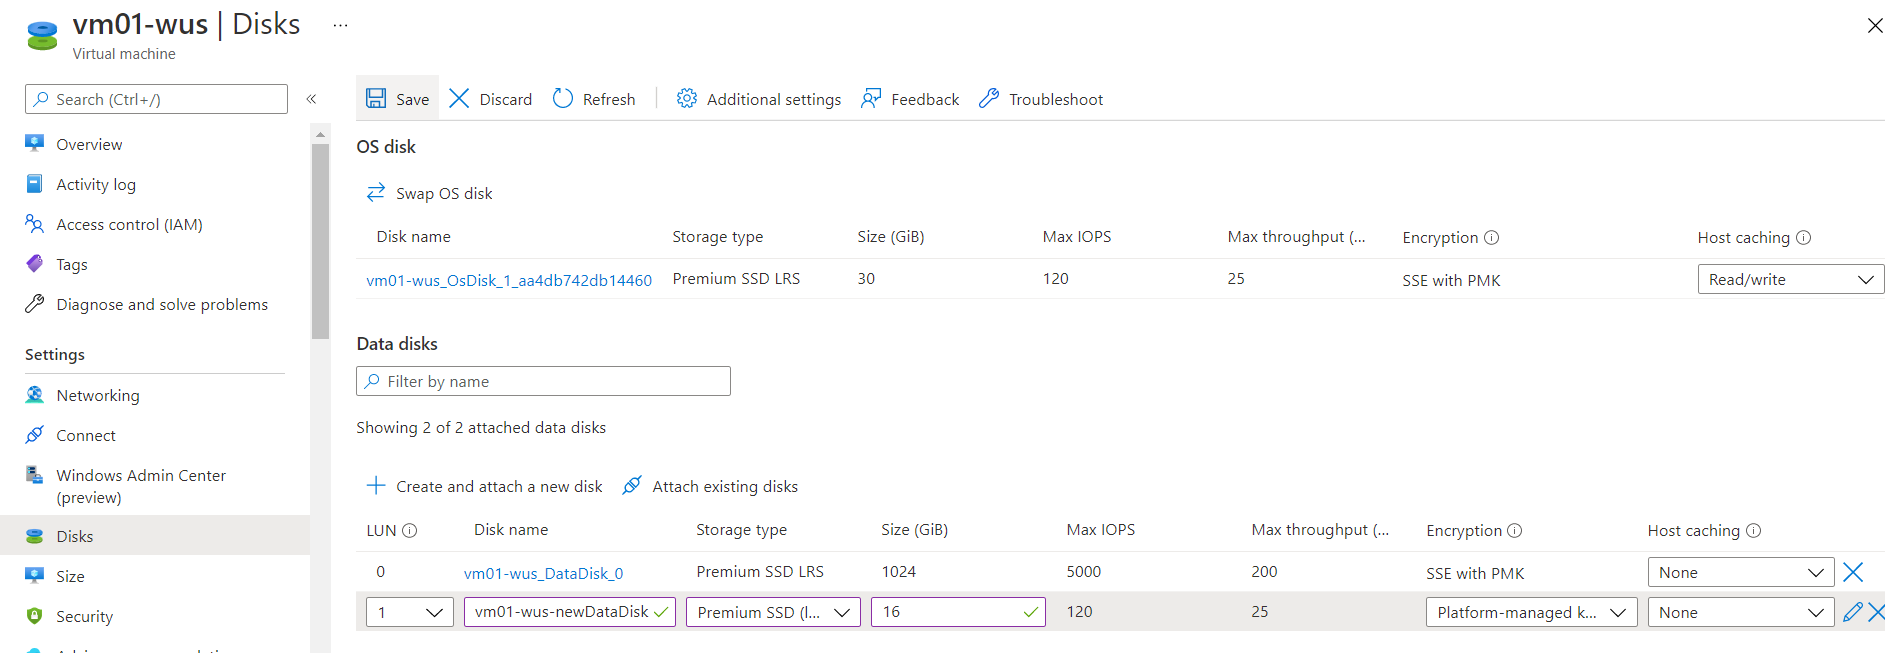 vm01-wus | Disks ...
Virtual machine
Search (Ctrl+/) «
Overview
Activity log
Access control (IAM)
Tags
Diagnose and solve problems
Settings
Networking
Connect
Windows Admin Center
(preview)
Disks
Size
Security
Save Discard Refresh Additional settings Feedback Troubleshoot
OS disk
Swap OS disk
Disk name Storage type Size (GiB) Max IOPS Max throughput (... Encryption Host caching
vm01-wus_OsDisk_1_aa4db742db14460 Premium SSD LRS 30 120 25 SSE with PMK Read/write
Data disks
Filter by name
Showing 2 of 2 attached data disks
Create and attach a new disk Attach existing disks
LUN Disk name Storage type Size (GiB) Max IOPS Max throughput (... Encryption Host caching
0 vm01-wus_DataDisk_0 Premium SSD LRS 1024 5000 200 SSE with PMK None
1 vm01-wus-newDataDisk Premium SSD (l... 16 120 25 Platform-managed k... None